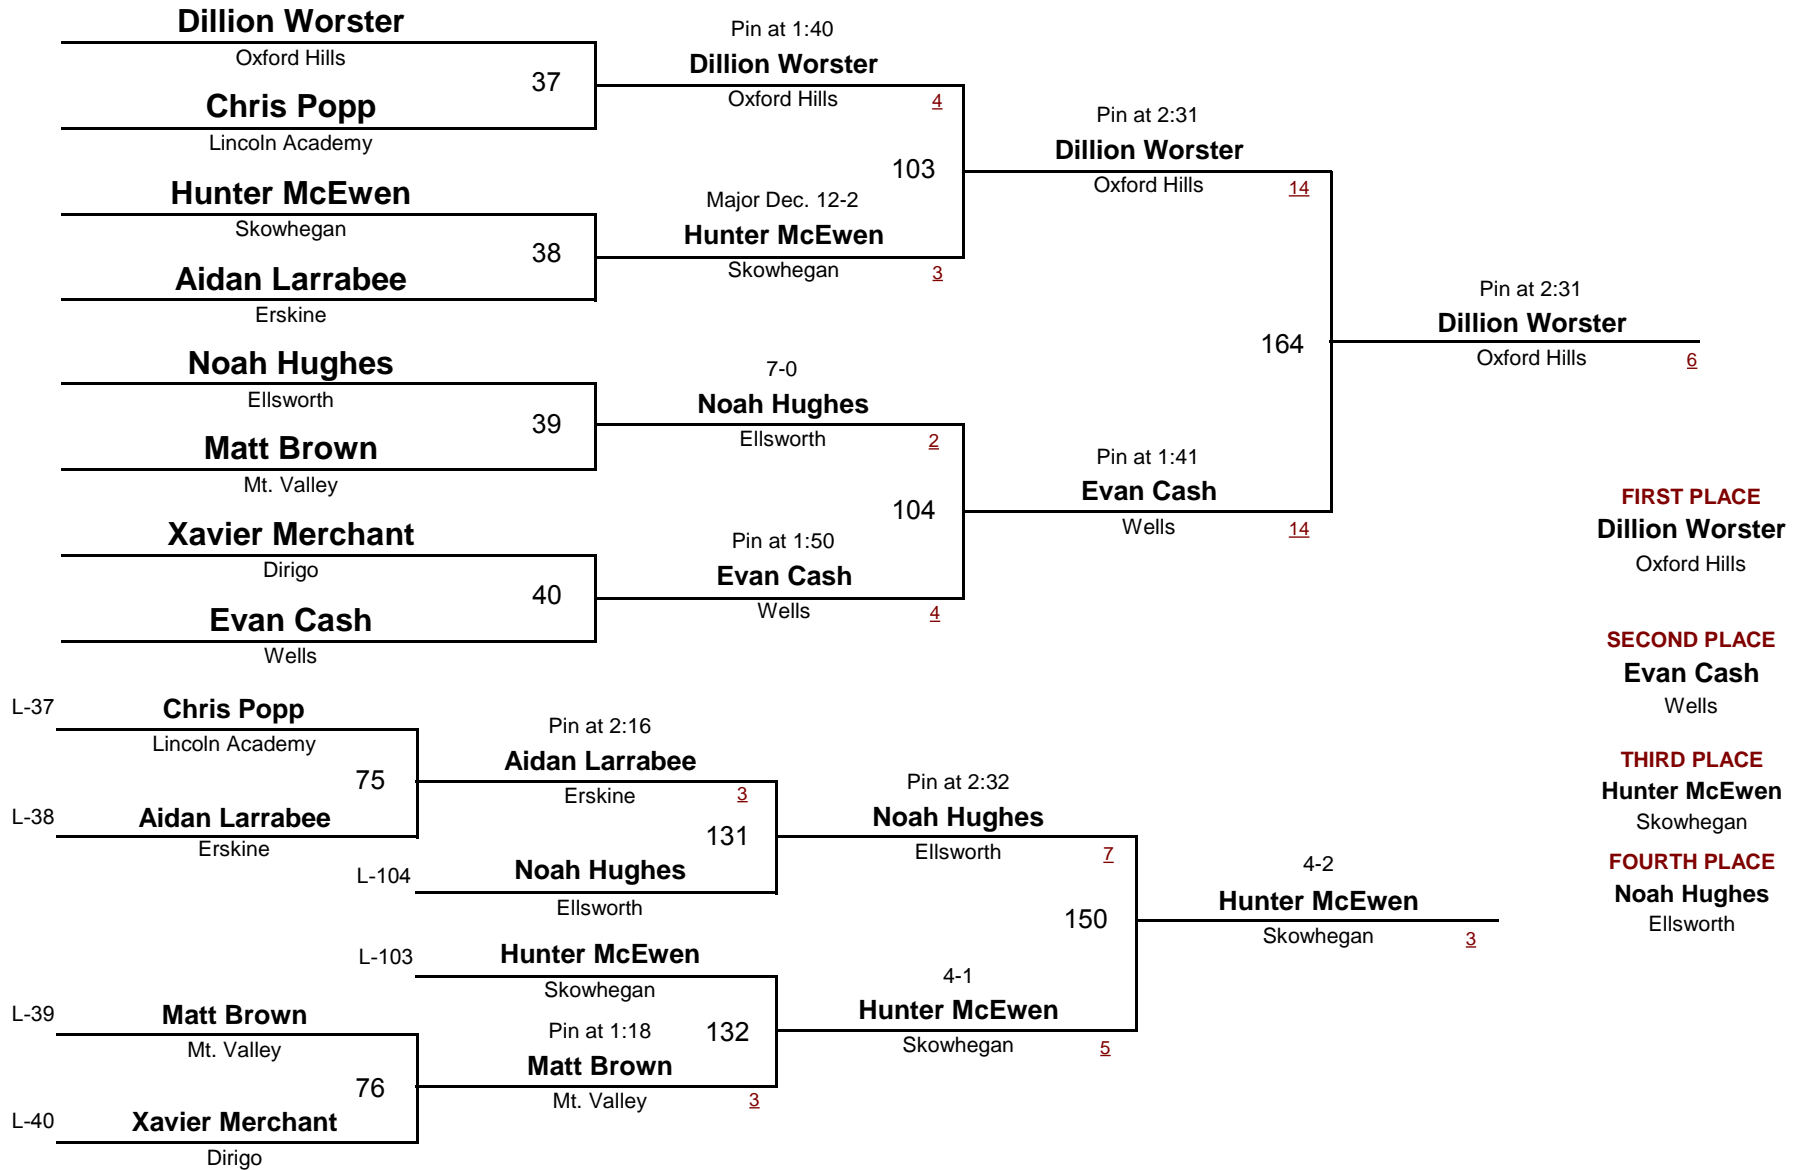 Dillion Worster
Oxford Hills
37
Chris Popp
Lincoln Academy
Hunter McEwen
Skowhegan
38
Aidan Larrabee
Erskine
Noah Hughes
Ellsworth
39
Matt Brown
Mt. Valley
Xavier Merchant
Dirigo
40
Evan Cash
Wells
Pin at 1:40
Dillion Worster
Oxford Hills 4
103
Major Dec. 12-2
Hunter McEwen
Skowhegan 3
7-0
Noah Hughes
Ellsworth 2
104
Pin at 1:50
Evan Cash
Wells 4
Pin at 2:31
Dillion Worster
Oxford Hills 14
164
Pin at 1:41
Evan Cash
Wells 14
Pin at 2:31
Dillion Worster
Oxford Hills 6
L-37 Chris Popp
Lincoln Academy
75
L-38 Aidan Larrabee
Erskine
Pin at 2:16
Aidan Larrabee
Erskine 3
131
L-104 Noah Hughes
Ellsworth
L-103 Hunter McEwen
Skowhegan
132
Pin at 1:18
Matt Brown
Mt. Valley 3
L-39 Matt Brown
Mt. Valley
76
L-40 Xavier Merchant
Dirigo
Pin at 2:32
Noah Hughes
Ellsworth 7
150
4-1
Hunter McEwen
Skowhegan 5
4-2
Hunter McEwen
Skowhegan 3
FIRST PLACE
Dillion Worster
Oxford Hills
SECOND PLACE
Evan Cash
Wells
THIRD PLACE
Hunter McEwen
Skowhegan
FOURTH PLACE
Noah Hughes
Ellsworth